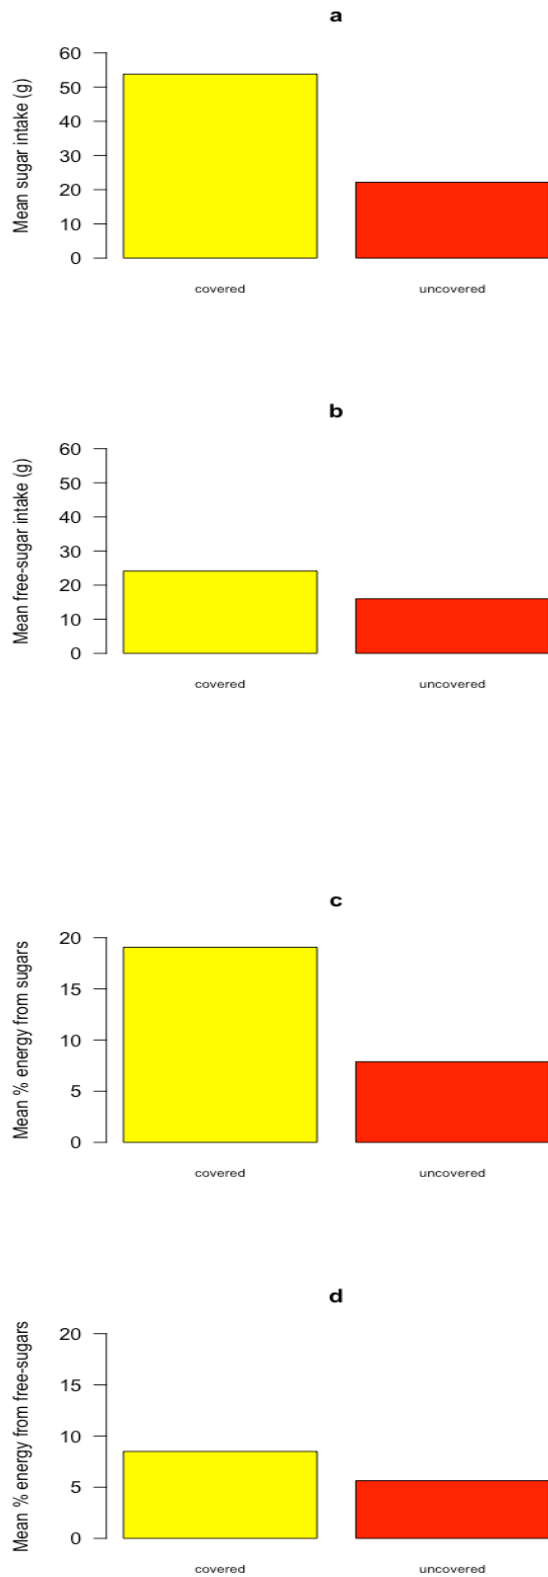 a
Mean sugar intake (g)
60
50
40
30
20
10
0
covered uncovered
b
Mean free-sugar intake (g)
60
50
40
30
20
10
0
covered uncovered
c
Mean % energy from sugars
20
15
10
5
0
covered uncovered
d
Mean % energy from free-sugars
20
15
10
5
0
covered uncovered